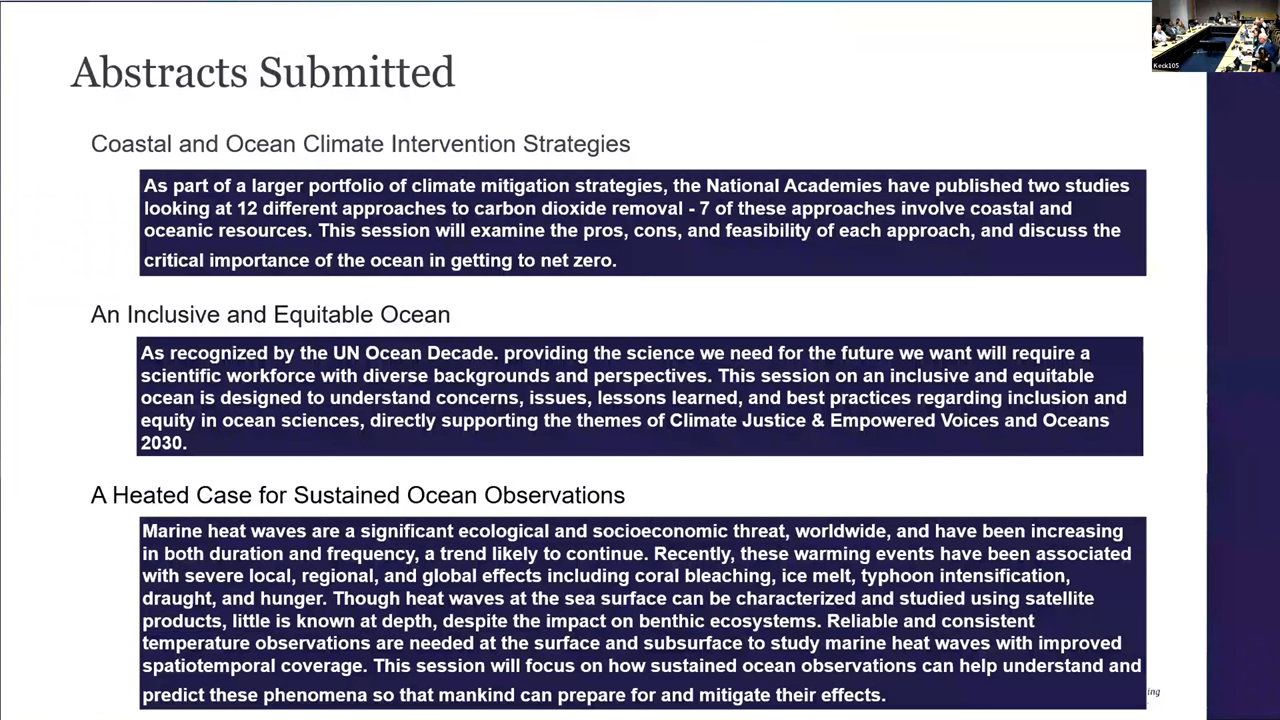 Keck105
Abstracts Submitted
Coastal and Ocean Climate Intervention Strategies
As part of a larger portfolio of climate mitigation strategies, the National Academies have published two studies
looking at 12 different approaches to carbon dioxide removal - 7 of these approaches involve coastal and
oceanic resources. This session will examine the pros, cons, and feasibility of each approach, and discuss the
critical importance of the ocean in getting to net zero.
An Inclusive and Equitable Ocean
As recognized by the UN Ocean Decade. providing the science we need for the future we want will require a
scientific workforce with diverse backgrounds and perspectives. This session on an inclusive and equitable
ocean is designed to understand concerns, issues, lessons learned, and best practices regarding inclusion and
equity in ocean sciences, directly supporting the themes of Climate Justice & Empowered Voices and Oceans
2030.
A Heated Case for Sustained Ocean Observations
Marine heat waves are a significant ecological and socioeconomic threat, worldwide, and have been increasing
in both duration and frequency, a trend likely to continue. Recently, these warming events have been associated
with severe local, regional, and global effects including coral bleaching, ice melt, typhoon intensification,
draught, and hunger. Though heat waves at the sea surface can be characterized and studied using satellite
products, little is known at depth, despite the impact on benthic ecosystems. Reliable and consistent
temperature observations are needed at the surface and subsurface to study marine heat waves with improved
spatiotemporal coverage. This session will focus on how sustained ocean observations can help understand and
predict these phenomena so that mankind can prepare for and mitigate their effects.
ing